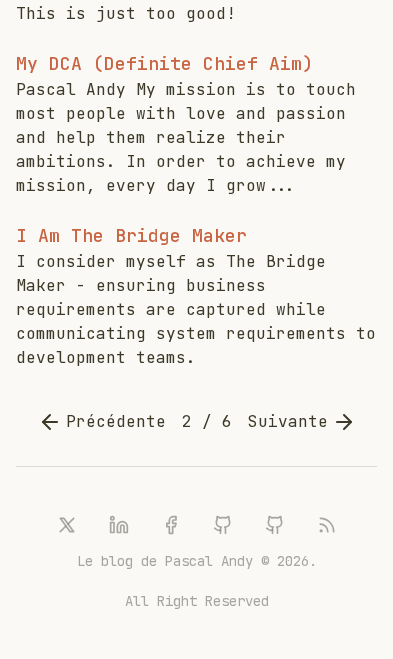 This is just too good!
My DCA (Definite Chief Aim)
Pascal Andy My mission is to touch
most people with love and passion
and help them realize their
ambitions. In order to achieve my
mission, every day I grow...
I Am The Bridge Maker
I consider myself as The Bridge
Maker - ensuring business
requirements are captured while
communicating system requirements to
development teams.
Précédente 2 / 6 Suivante
Le blog de Pascal Andy © 2026.
All Right Reserved